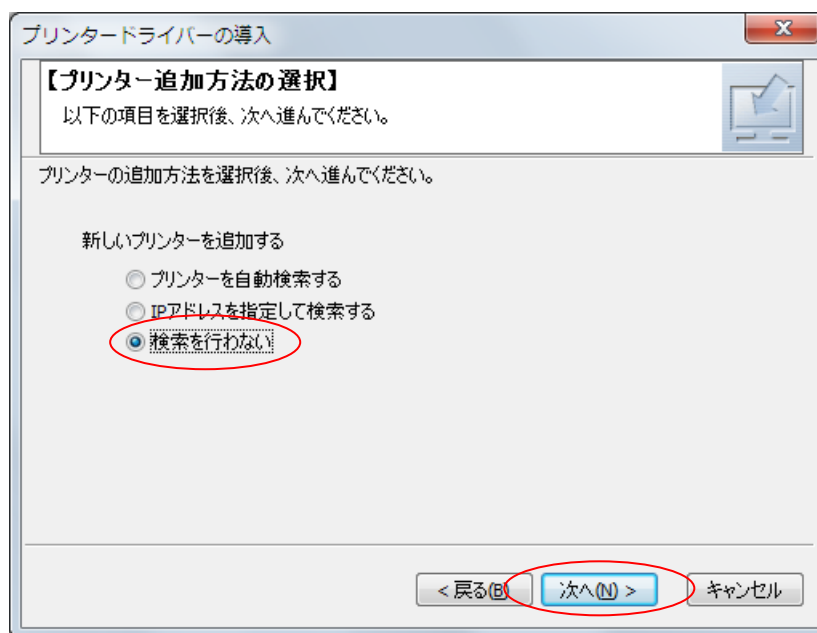 プリンタードライバーの導入
【プリンター追加方法の選択】
以下の項目を選択後、次へ進んでください。
プリンターの追加方法を選択後、次へ進んでください。
新しいプリンターを追加する
プリンターを自動検索する
IPアドレスを指定して検索する
検索を行わない
< 戻る(B) 次へ(N) > キャンセル